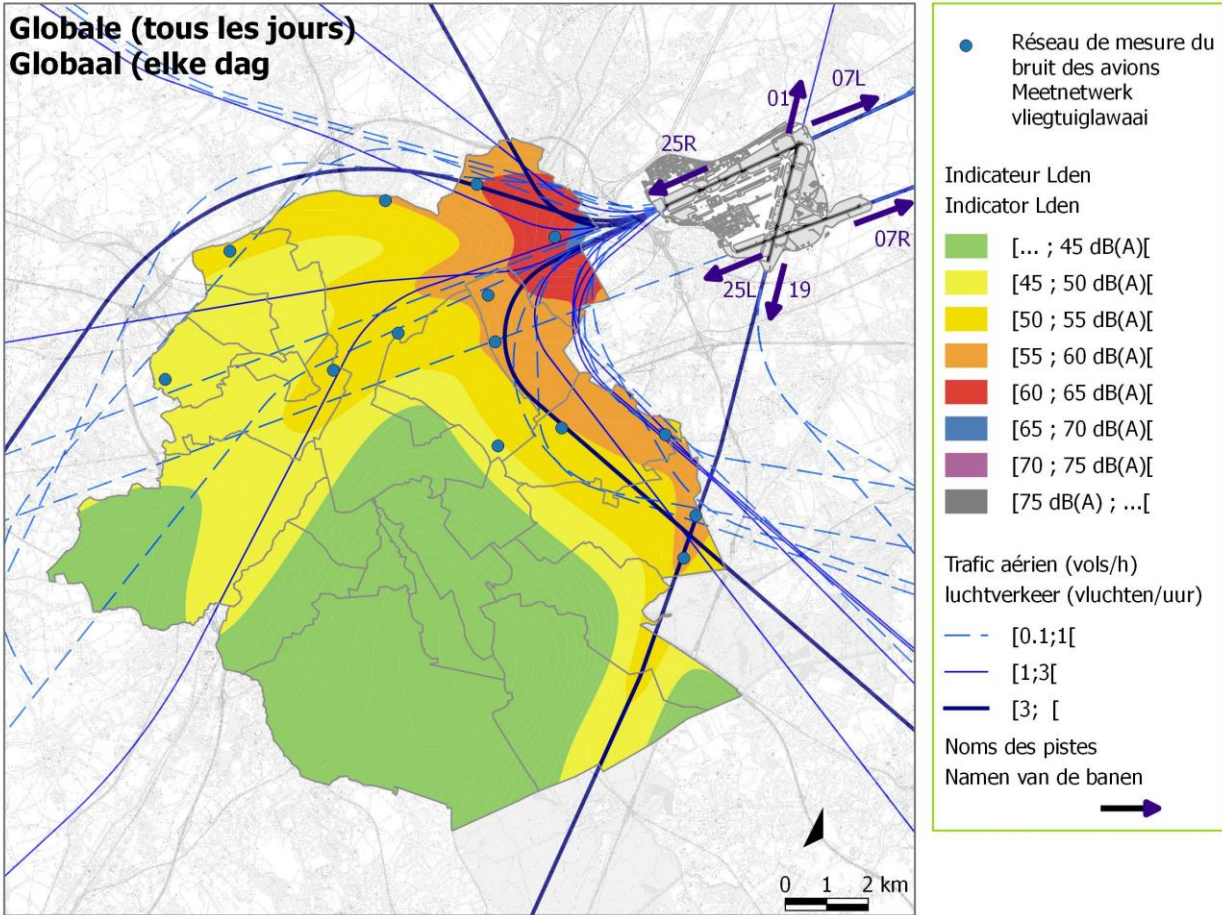 Globale (tous les jours)
Globaal (elke dag
01
07L
25R
07R
25L
19
0 1 2 km
Réseau de mesure du
bruit des avions
Meetnetwerk
vliegtuiglawaai
Indicateur Lden
Indicator Lden
[... ; 45 dB(A)[
[45 ; 50 dB(A)[
[50 ; 55 dB(A)[
[55 ; 60 dB(A)[
[60 ; 65 dB(A)[
[65 ; 70 dB(A)[
[70 ; 75 dB(A)[
[75 dB(A) ; ...[
Trafic aérien (vols/h)
luchtverkeer (vluchten/uur)
[0.1;1[
[1;3[
[3; [
Noms des pistes
Namen van de banen